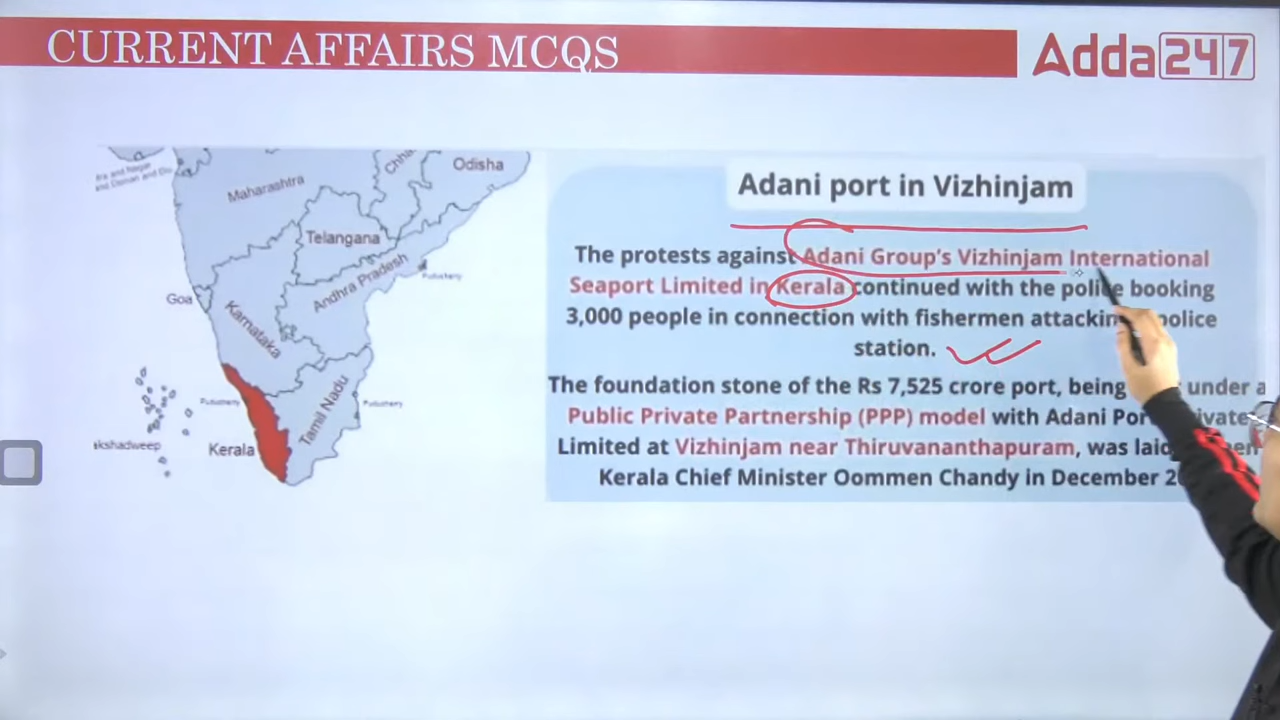 CURRENT AFFAIRS MCQS
Adda247
Odisha
Maharashtra
Telangana
Andhra Pradesh
Puducherry
Goa
Karnataka
Tamil Nadu
Puducherry
Puducherry
Kerala
akshadweep
Adani port in Vizhinjam
The protests against Adani Group's Vizhinjam International
Seaport Limited in Kerala continued with the police booking
3,000 people in connection with fishermen attackin police
station.
The foundation stone of the Rs 7,525 crore port, being under a
Public Private Partnership (PPP) model with Adani Por
Limited at Vizhinjam near Thiruvananthapuram, was
Kerala Chief Minister Oommen Chandy in December